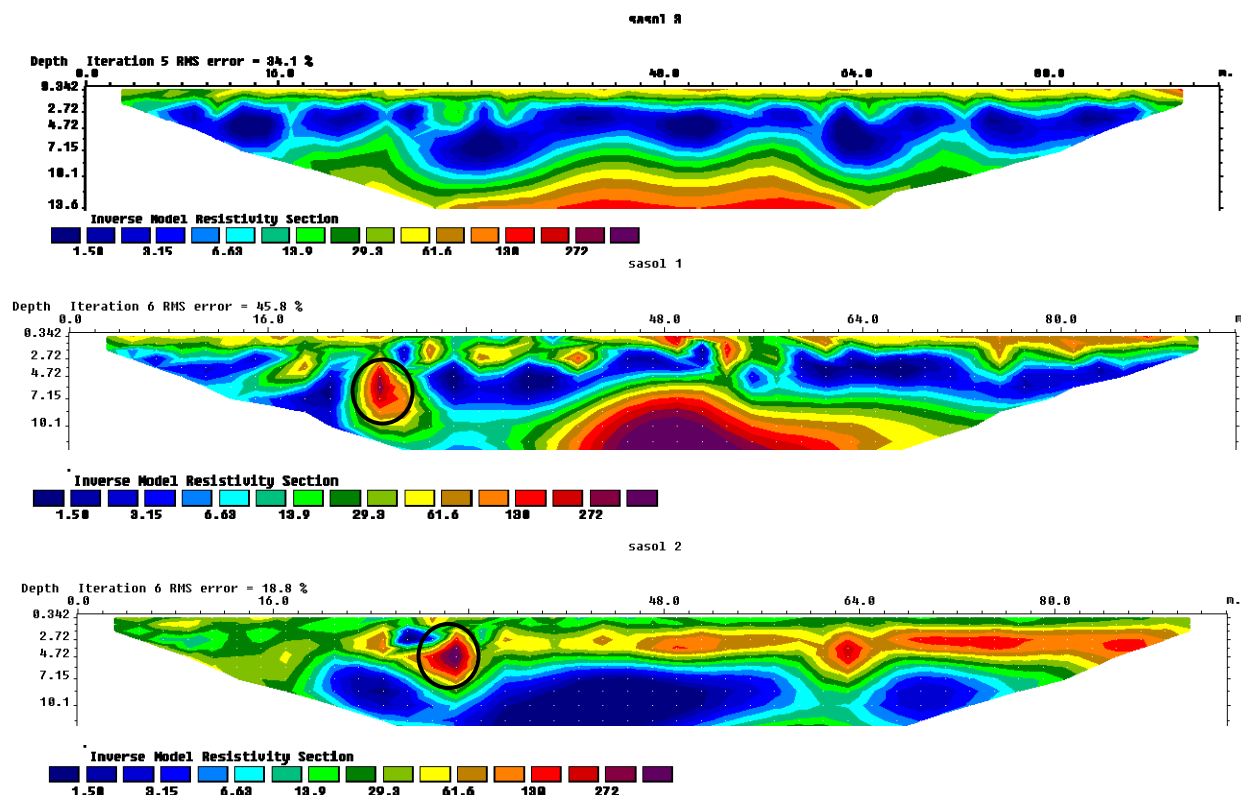 sasol
Depth Iteration 5 RMS error = 34.1 %
0.0 16.0 48.0 64.0 80.0 m.
0.342
2.72
4.72
7.15
10.1
13.6
Inverse Model Resistivity Section
1.50 3.15 6.63 13.9 29.3 61.6 130 272
sasol 1
Depth Iteration 6 RMS error = 45.8 %
0.0 16.0 48.0 64.0 80.0 m
0.342
2.72
4.72
7.15
10.1
Inverse Model Resistivity Section
1.50 3.15 6.63 13.9 29.3 61.6 130 272
sasol 2
Depth Iteration 6 RMS error = 18.8 %
0.0 16.0 48.0 64.0 80.0 m.
0.342
2.72
4.72
7.15
10.1
Inverse Model Resistivity Section
1.50 3.15 6.63 13.9 29.3 61.6 130 272